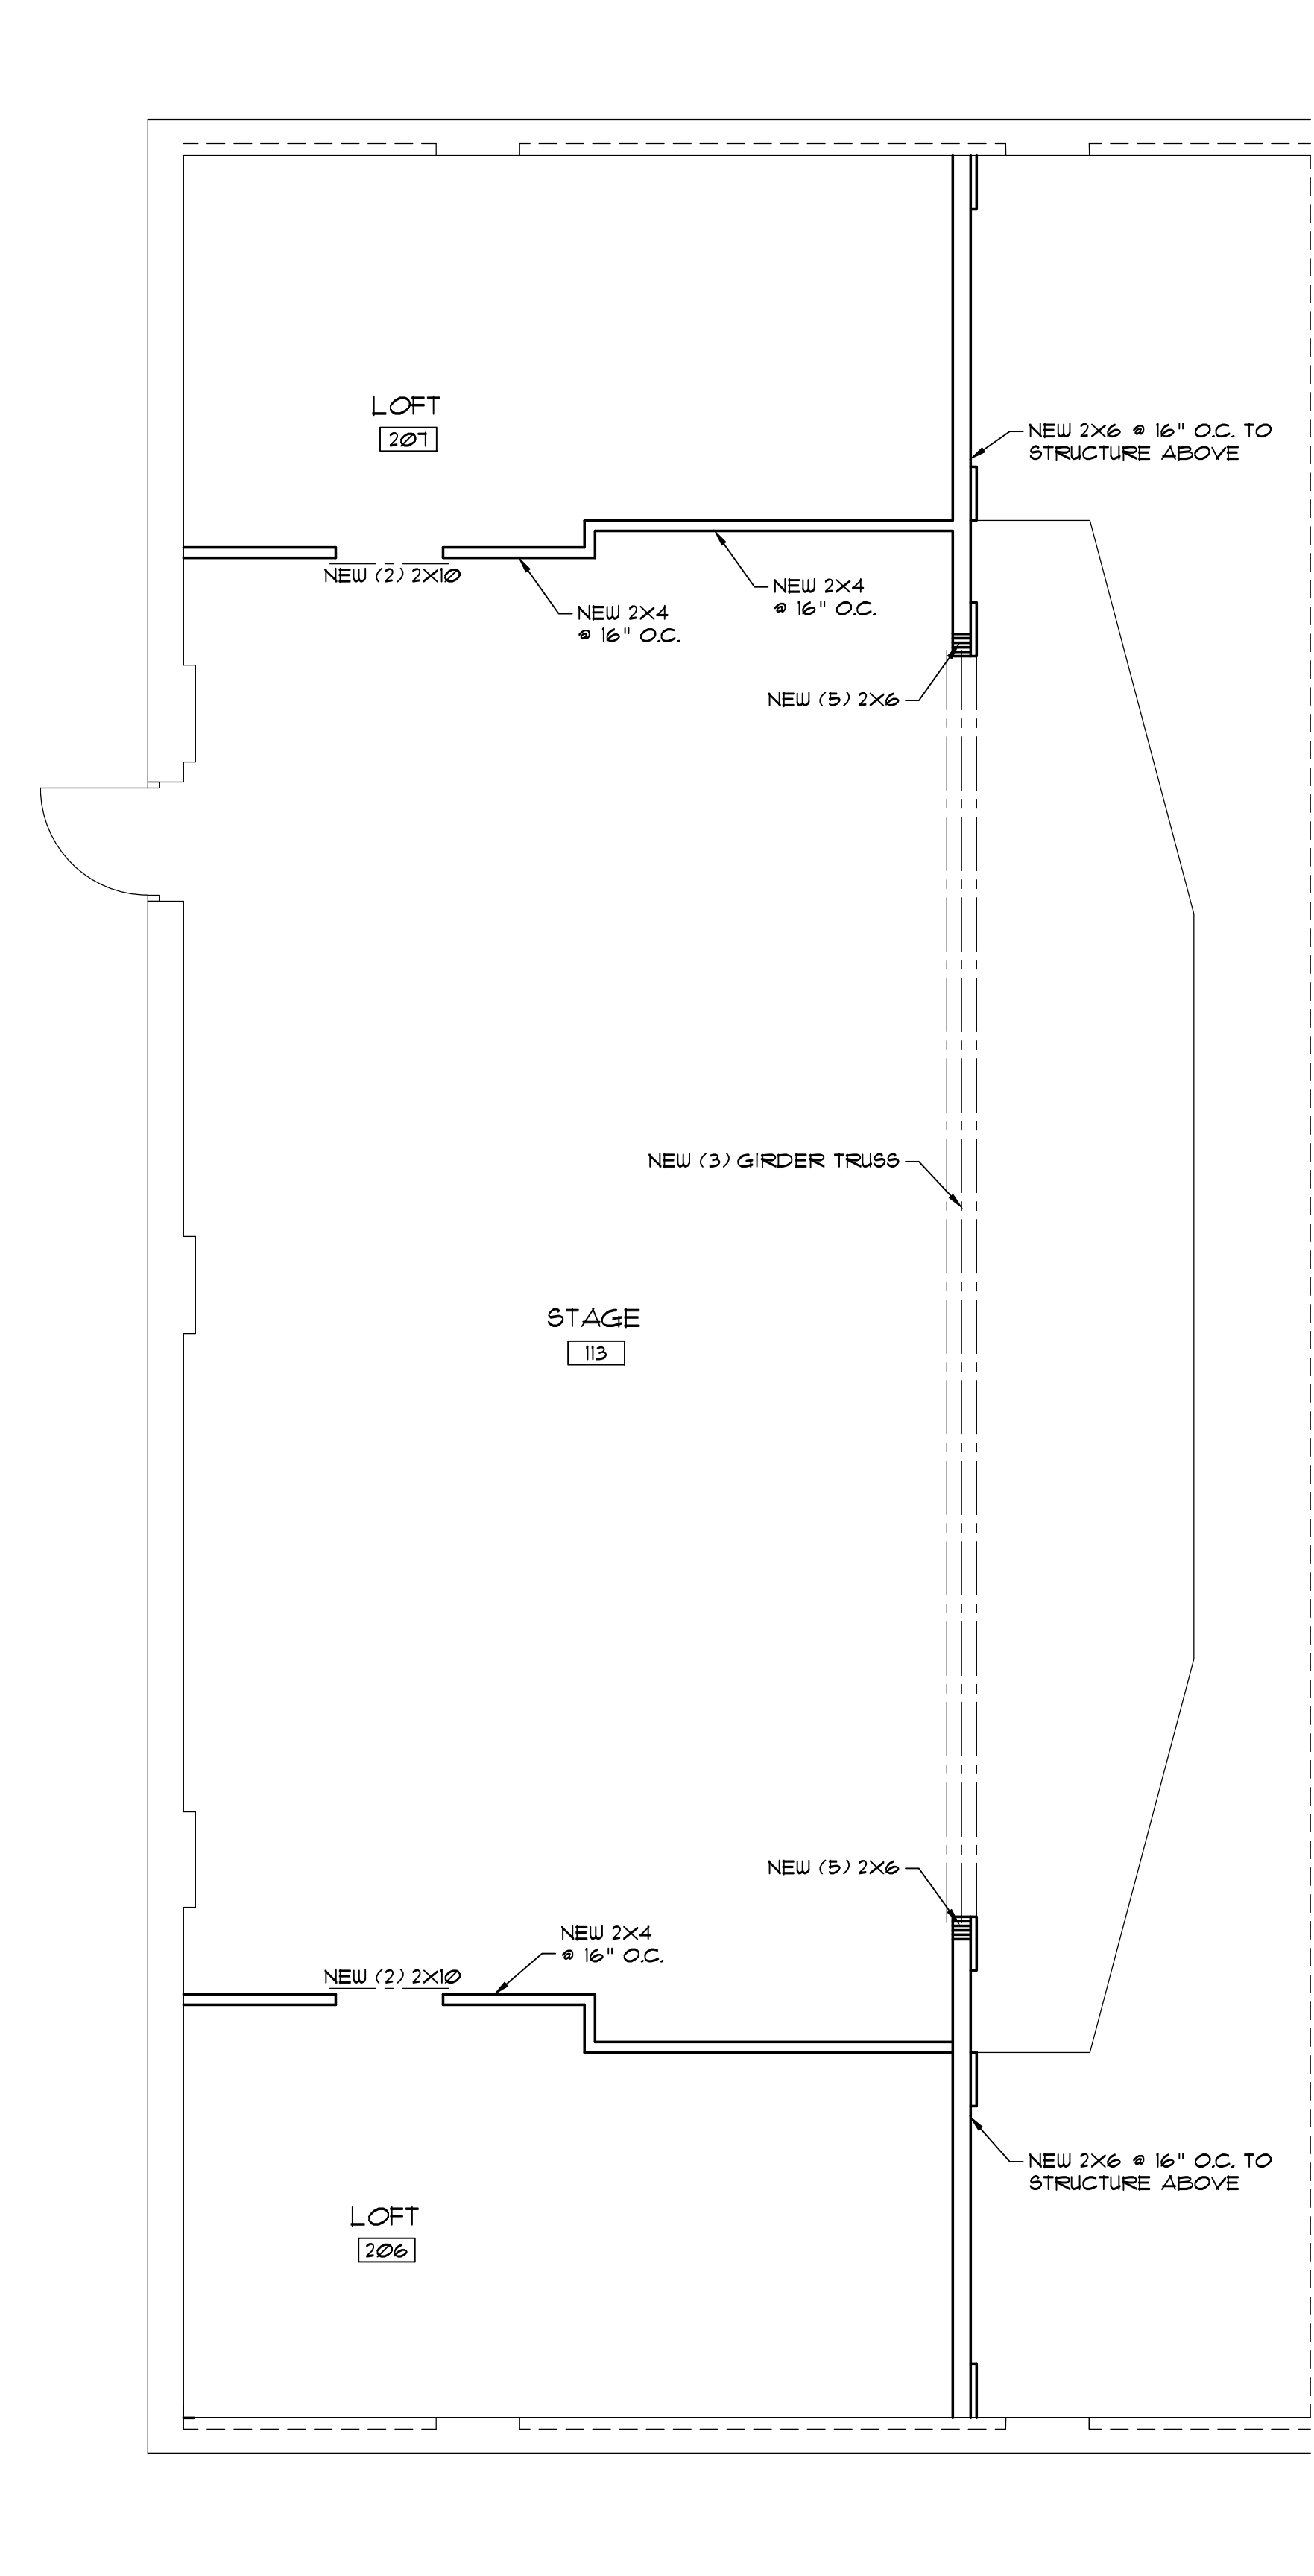 LOFT
207
NEW 2X6 @ 16" O.C. TO
STRUCTURE ABOVE
NEW (2) 2X10
NEW 2X4
@ 16" O.C.
NEW 2X4
@ 16" O.C.
NEW (5) 2X6
NEW (3) GIRDER TRUSS
STAGE
113
NEW (5) 2X6
NEW 2X4
@ 16" O.C.
NEW (2) 2X10
NEW 2X6 @ 16" O.C. TO
STRUCTURE ABOVE
LOFT
206